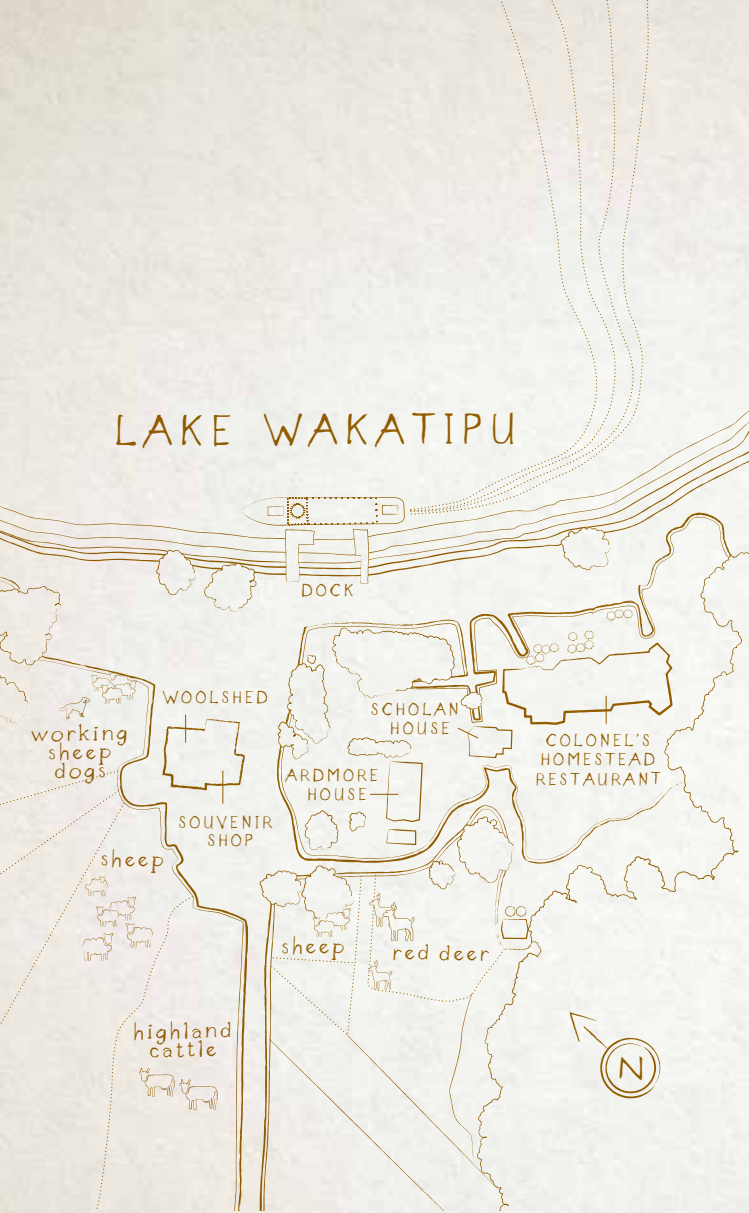 LAKE WAKATIPU
DOCK
WOOLSHED
working
sheep
dogs
SCHOLAN
HOUSE
COLONEL'S
HOMESTEAD
RESTAURANT
ARDMORE
HOUSE
SOUVENIR
SHOP
sheep
sheep
red deer
highland
cattle
N